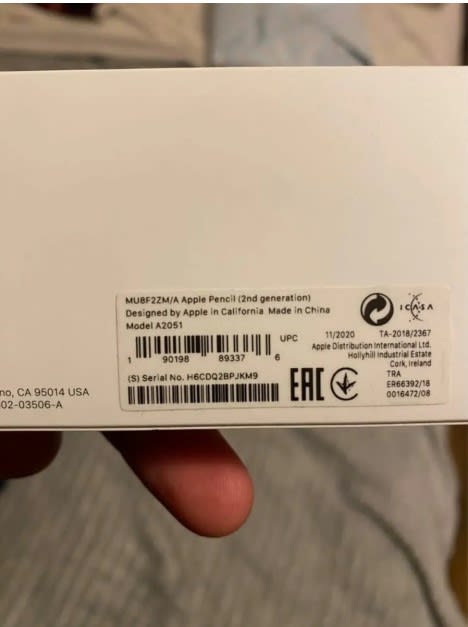 MU8F2ZM/A Apple Pencil (2nd generation)
Designed by Apple in California Made in China
Model A2051
UPC
1 90198 89337 6
(S) Serial No. H6CDQ2BPJKM9
ICASA
11/2020 TA-2018/2367
Apple Distribution International Ltd.
Hollyhill Industrial Estate
Cork, Ireland
TRA
ER66392/18
0016472/08
EAC
no, CA 95014 USA
02-03506-A